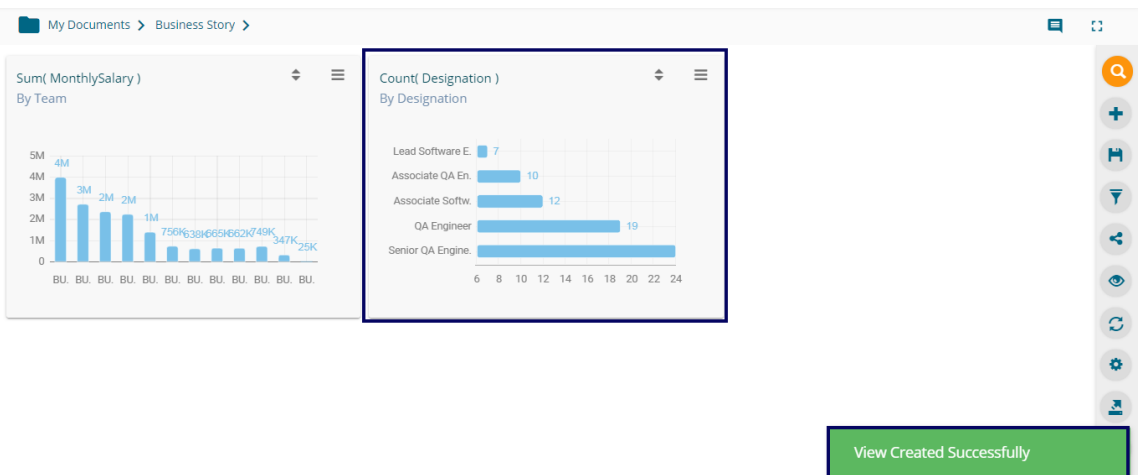 My Documents > Business Story >
Sum( MonthlySalary )
By Team
5M
4M
3M
2M
1M
0
4M
3M
2M
2M
1M
756K
638K
665K
662K
749K
347K
25K
BU. BU. BU. BU. BU. BU. BU. BU. BU. BU. BU. BU.
Count( Designation )
By Designation
Lead Software E. 7
Associate QA En. 10
Associate Softw. 12
QA Engineer 19
Senior QA Engine.
6 8 10 12 14 16 18 20 22 24
View Created Successfully